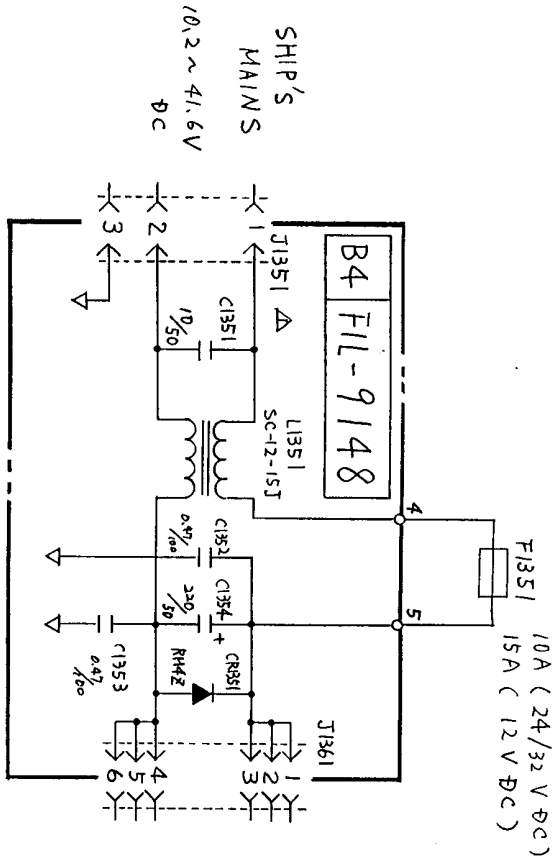 SHIP'S
MAINS
10.2 ~ 41.6V
DC
B4 FIL-9148
J1351
1
2
3
C1351
10/50
L1351
SC-12-15J
4
5
F1351
10A ( 24/32 V DC )
15A ( 12 V DC )
C1352
0.47/100
C1354
220/50
+
C1353
0.47/100
CR1351
RM4Z
J1361
1
2
3
4
5
6